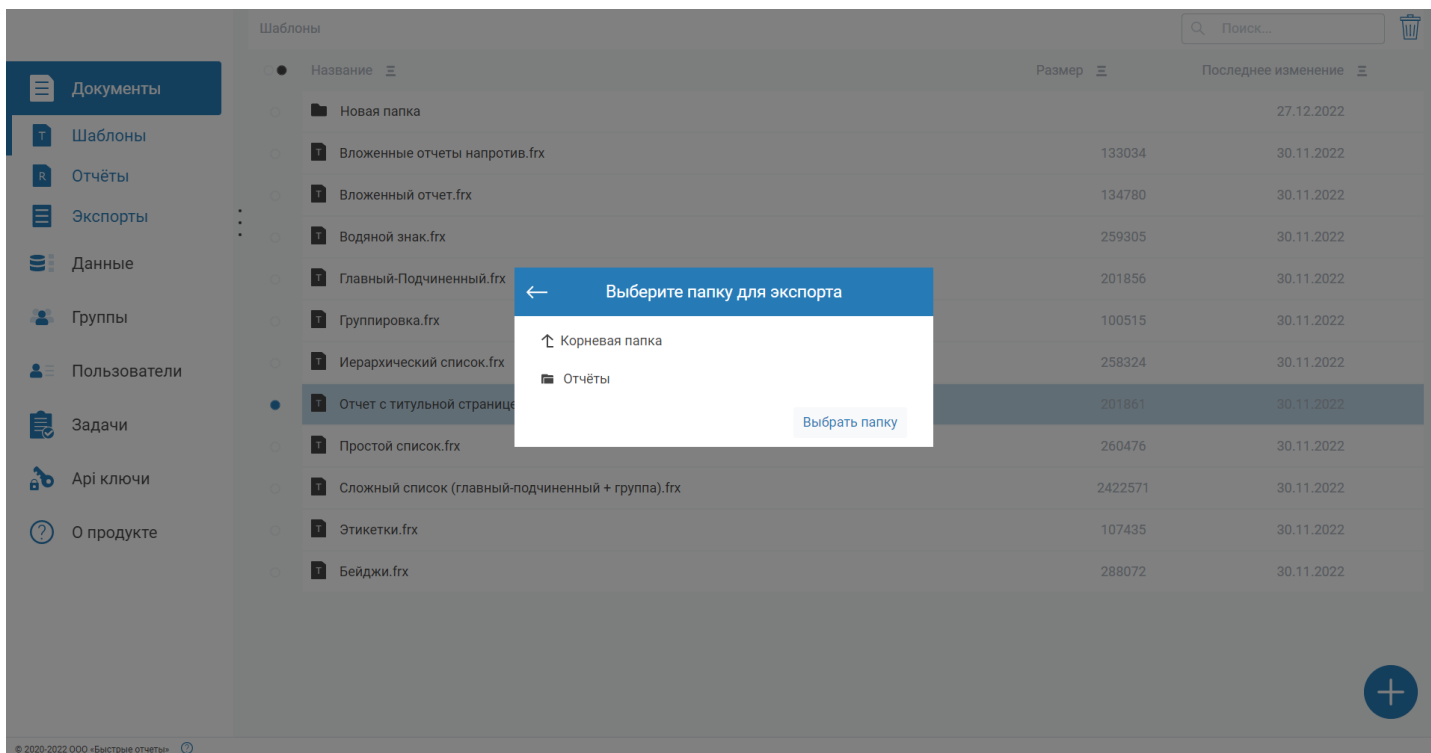 Шаблоны
Поиск...
Название
Размер
Последнее изменение
Документы
Шаблоны
Отчёты
Экспорты
Данные
Группы
Пользователи
Задачи
Api ключи
О продукте
Новая папка 27.12.2022
T Вложенные отчеты напротив.frx 133034 30.11.2022
T Вложенный отчет.frx 134780 30.11.2022
T Водяной знак.frx 259305 30.11.2022
T Главный-Подчиненный.frx 201856 30.11.2022
T Группировка.frx 100515 30.11.2022
T Иерархический список.frx 258324 30.11.2022
T Отчет с титульной странице 201861 30.11.2022
T Простой список.frx 260476 30.11.2022
T Сложный список (главный-подчиненный + группа).frx 2422571 30.11.2022
T Этикетки.frx 107435 30.11.2022
T Бейджи.frx 288072 30.11.2022
Выберите папку для экспорта
Корневая папка
Отчёты
Выбрать папку
© 2020-2022 ООО «Быстрые отчеты» ?